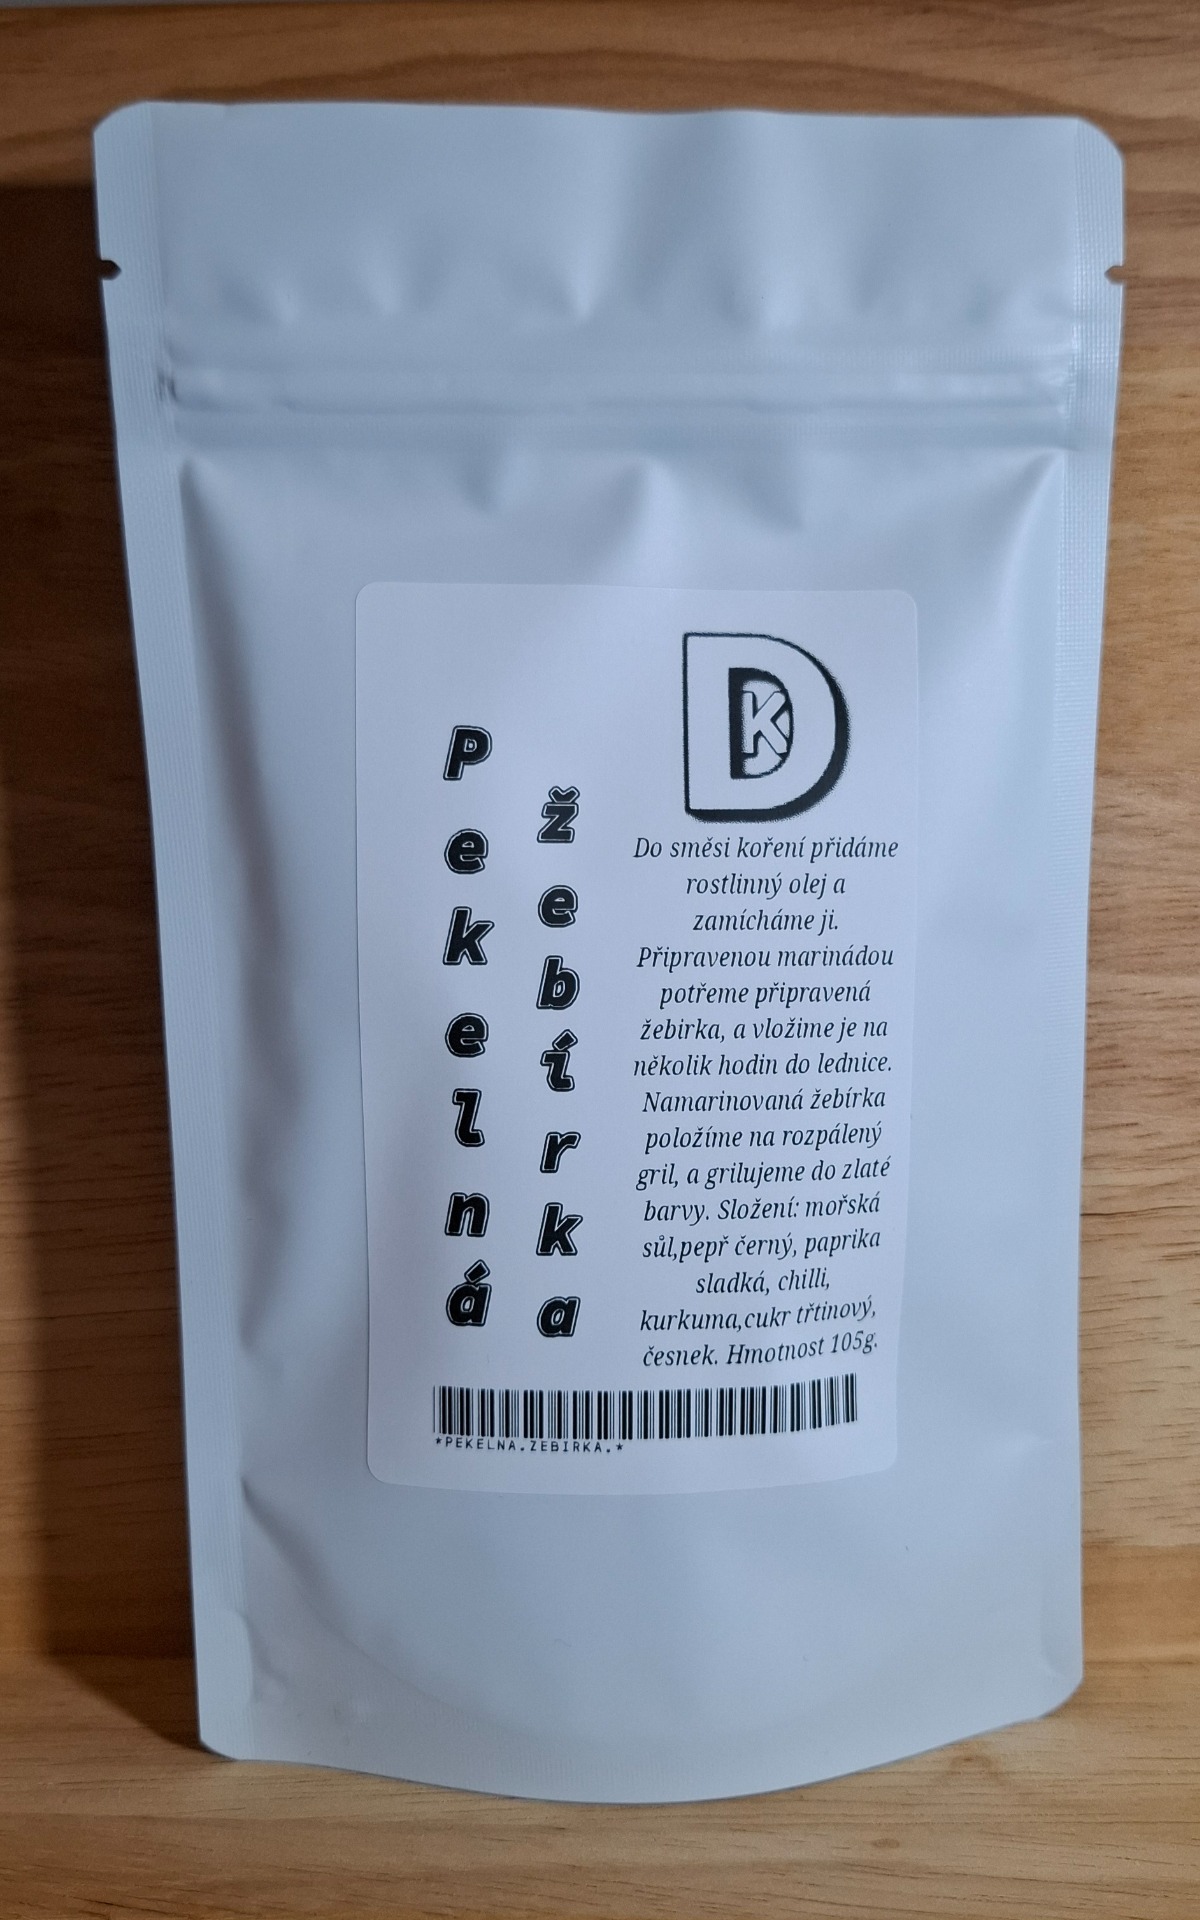 Pekelná
žebírka
DK
Do směsi koření přidáme
rostlinný olej a
zamícháme ji.
Připravenou marinádou
potřeme připravená
žebirka, a vložime je na
několik hodin do lednice.
Namarinovaná žebírka
položíme na rozpálený
gril, a grilujeme do zlaté
barvy. Složení: mořská
sůl,pepř černý, paprika
sladká, chilli,
kurkuma,cukr třtinový,
česnek. Hmotnost 105g.
*PEKELNA.ZEBIRKA.*